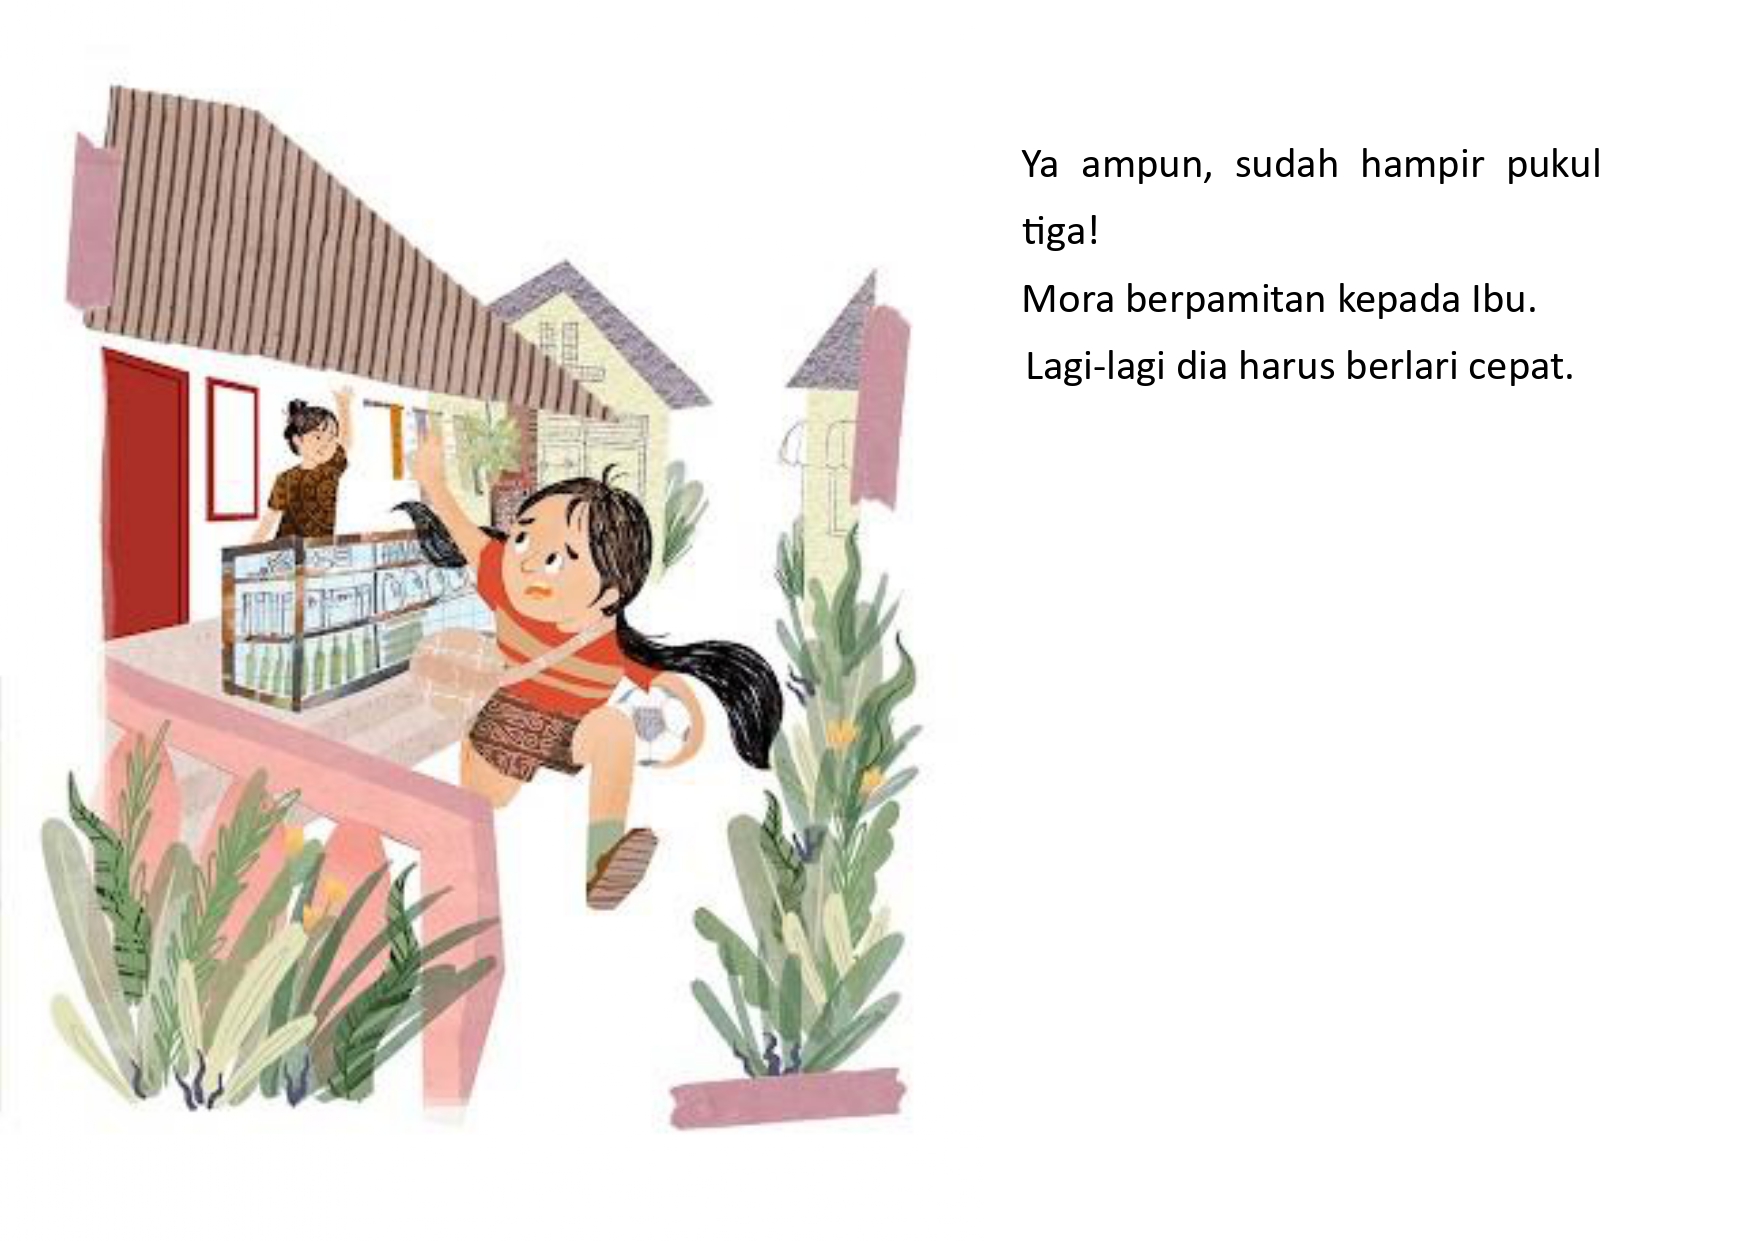 Ya ampun, sudah hampir pukul
tiga!
Mora berpamitan kepada Ibu.
Lagi-lagi dia harus berlari cepat.